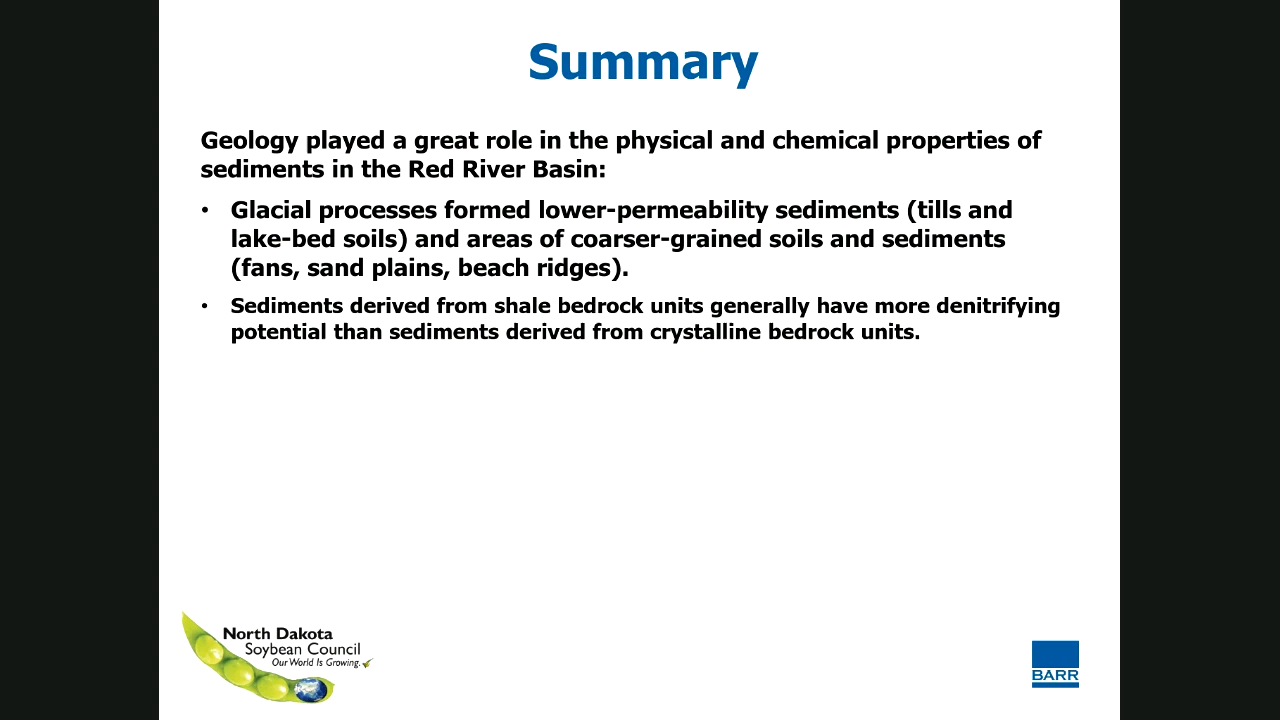 Summary
Geology played a great role in the physical and chemical properties of
sediments in the Red River Basin:
• Glacial processes formed lower-permeability sediments (tills and
lake-bed soils) and areas of coarser-grained soils and sediments
(fans, sand plains, beach ridges).
• Sediments derived from shale bedrock units generally have more denitrifying
potential than sediments derived from crystalline bedrock units.
North Dakota
Soybean Council
Our World Is Growing.
BARR